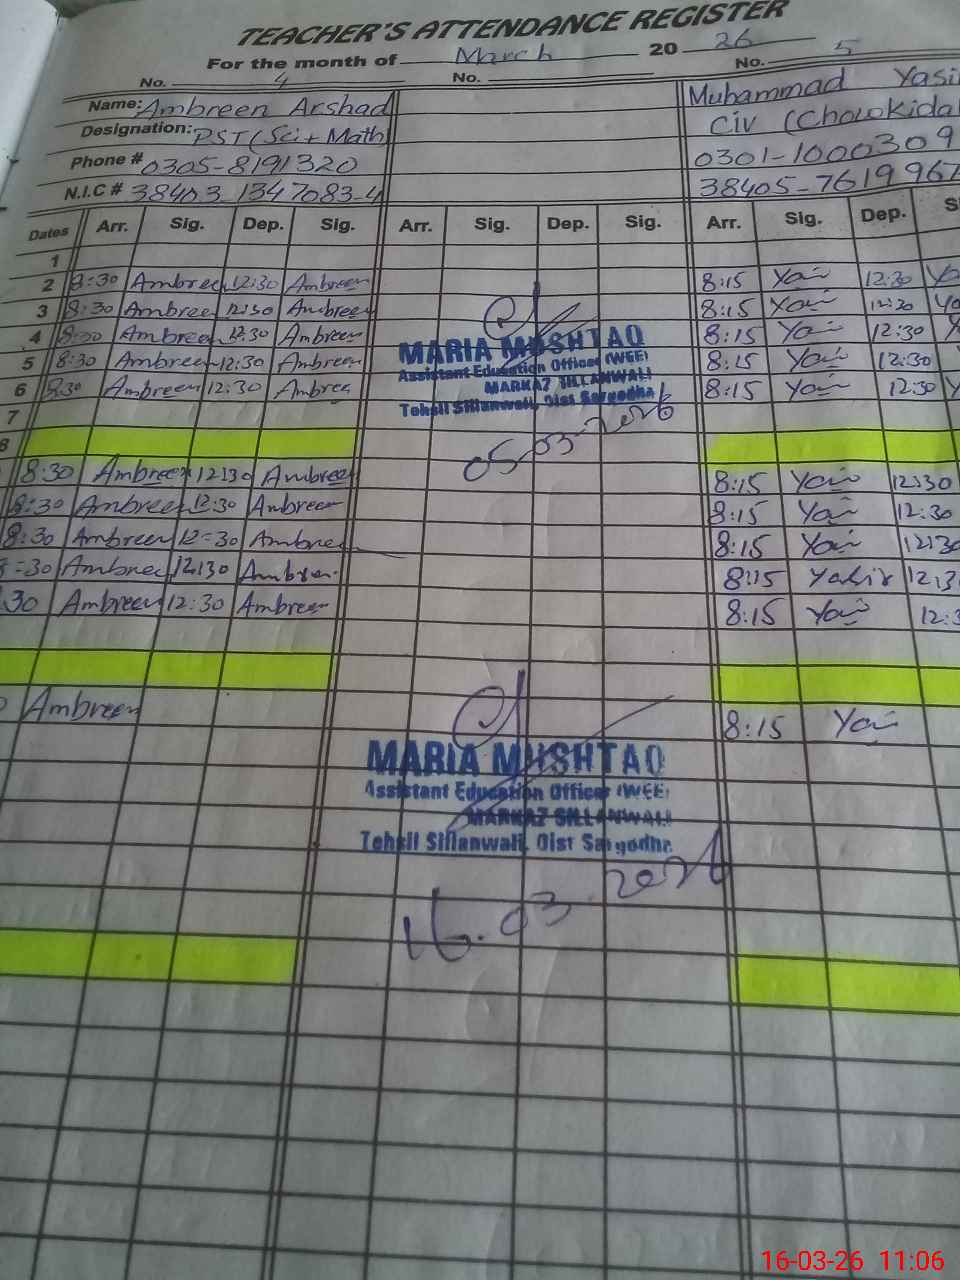 TEACHER'S ATTENDANCE REGISTER
For the month of March 2026
No. 4 No. No. 5
Name: Ambreen Arshad Muhammad Yasi
Designation: PST (Sci + Math) Civ (Chowkida
Phone # 0305-8191320 0301-1000309
N.I.C # 38403-1347083-4 38405-7619967
Dates Arr. Sig. Dep. Sig. Arr. Sig. Dep. Sig. Arr. Sig. Dep. S
1
2 8:30 Ambreen 12:30 Ambreen 8:15 Yasir 12:30
3 8:30 Ambreen 12:30 Ambreen 8:15 Yasir 12:30
4 8:30 Ambreen 12:30 Ambreen 8:15 Yasir 12:30
5 8:30 Ambreen 12:30 Ambreen 8:15 Yasir 12:30
6 8:30 Ambreen 12:30 Ambreen 8:15 Yasir 12:30
MARIA MUSHTAQ
Assistant Education Officer (WEE)
MARKAZ SILLANWALI
Tehsil Sillanwali, Dist Sargodha
05-03-2026
7
8
8:30 Ambreen 12:30 Ambreen 8:15 Yasir 12:30
8:30 Ambreen 12:30 Ambreen 8:15 Yasir 12:30
8:30 Ambreen 12=30 Ambreen 8:15 Yasir 12:30
=30 Ambreen 12:30 Ambreen 8:15 Yasir 12:3
.30 Ambreen 12:30 Ambreen 8:15 Yasir 12:3
Ambreen 8:15 Yasir
MARIA MUSHTAQ
Assistant Education Officer (WEE)
MARKAZ SILLANWALI
Tehsil Sillanwali, Dist Sargodha
16.03.2026
16-03-26 11:06